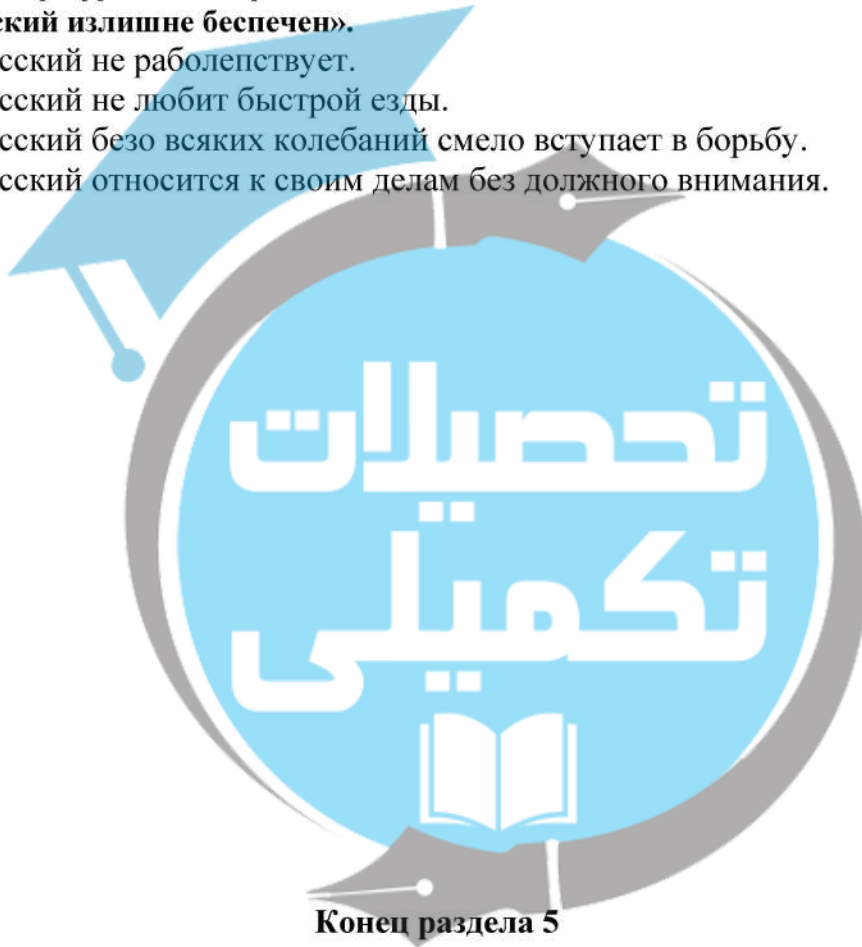 ский излишне беспечен».
сский не раболепствует.
сский не любит быстрой езды.
сский безо всяких колебаний смело вступает в борьбу.
сский относится к своим делам без должного внимания.
تحصیلات
تکمیلی
Конец раздела 5